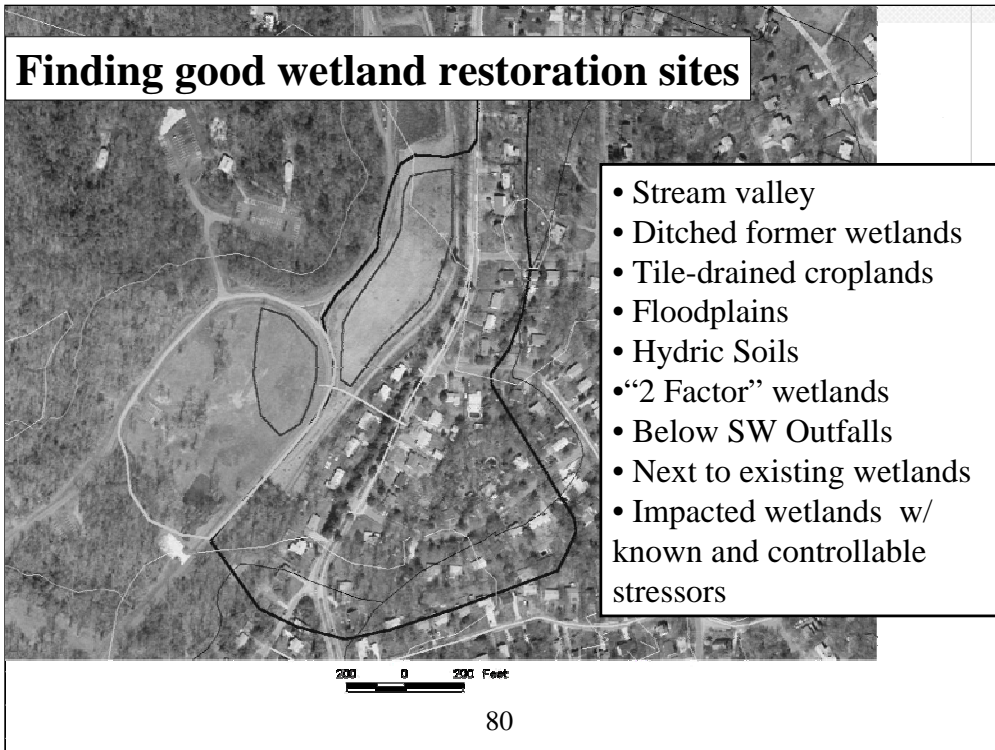 Finding good wetland restoration sites
• Stream valley
• Ditched former wetlands
• Tile-drained croplands
• Floodplains
• Hydric Soils
•“2 Factor” wetlands
• Below SW Outfalls
• Next to existing wetlands
• Impacted wetlands w/
known and controllable
stressors
200 0 200 Feet
80